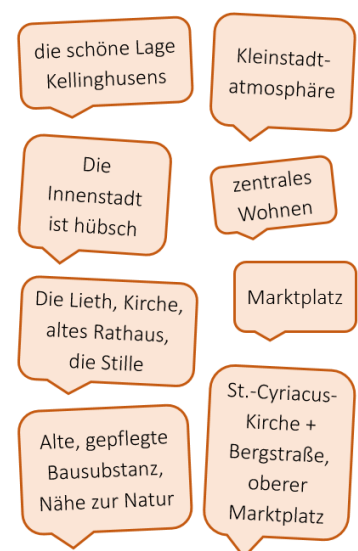 die schöne Lage
Kellinghusens
Kleinstadt-
atmosphäre
Die
Innenstadt
ist hübsch
zentrales
Wohnen
Die Lieth, Kirche,
altes Rathaus,
die Stille
Marktplatz
Alte, gepflegte
Bausubstanz,
Nähe zur Natur
St.-Cyriacus-
Kirche +
Bergstraße,
oberer
Marktplatz